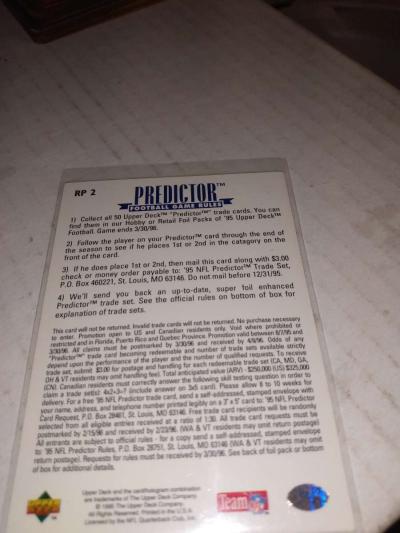 RP 2
PREDICTOR™
FOOTBALL GAME RULES
1) Collect all 50 Upper Deck™ "Predictor™" trade cards. You can
find them in our Hobby or Retail Foil Packs of '95 Upper Deck™
Football. Game ends 3/30/96.
2) Follow the player on your Predictor™ card through the end of
the season to see if he places 1st or 2nd in the catagory on the
front of the card.
3) If he does place 1st or 2nd, then mail this card along with $3.00
check or money order payable to: '95 NFL Predictor™ Trade Set,
P.O. Box 460221, St. Louis, MO 63146. Do not mail before 12/31/95.
4) We'll send you back an up-to-date, super foil enhanced
Predictor™ trade set. See the official rules on bottom of box for
explanation of trade sets.
This card will not be returned. Invalid trade cards will not be returned. No purchase necessary
to enter. Promotion open to US and Canadian residents only. Void where prohibited or
restricted and in Florida, Puerto Rico and Quebec Province. Promotion valid between 8/7/95 and
3/30/96. All claims must be postmarked by 3/30/96 and received by 4/8/96. Odds of any
"Predictor™" trade card becoming redeemable and number of trade sets available strictly
depend upon the performance of the player and the number of qualified requests. To receive
trade set, submit $3.00 for postage and handling for each redeemable trade set (CA, MD, GA,
OH & VT residents may omit handling fee). Total anticipated value (ARV) - $250,000 (US) $325,000
(CN). Canadian residents must correctly answer the following skill testing question in order to
claim a trade set(s): 4x2+3-7 (include answer on 3x5 card). Please allow 6 to 10 weeks for
delivery. For a free '95 NFL Predictor trade card, send a self-addressed, stamped envelope with
your name, address, and telephone number printed legibly on a 3" x 5" card to: '95 NFL Predictor
Card Request, P.O. Box 28461, St. Louis, MO 63146. Free trade card recipients will be randomly
selected from all eligible entries received at a ratio of 1:30. All trade card requests must be
postmarked by 2/15/96 and received by 2/23/96. (WA & VT residents may omit return postage)
All entries are subject to official rules - for a copy send a self-addressed, stamped envelope
to: '95 NFL Predictor Rules, P.O. Box 28751, St. Louis, MO 63146 (WA & VT residents may omit
return postage). Requests for rules must be received by 3/30/96. See back of foil pack or bottom
of box for additional details.
UPPER DECK
Upper Deck and the card/hologram combination
are trademarks of The Upper Deck Company.
© 1995 The Upper Deck Company.
All Rights Reserved. Printed in the U.S.A.
Licensed by the NFL Quarterback Club, Inc.
Team NFL